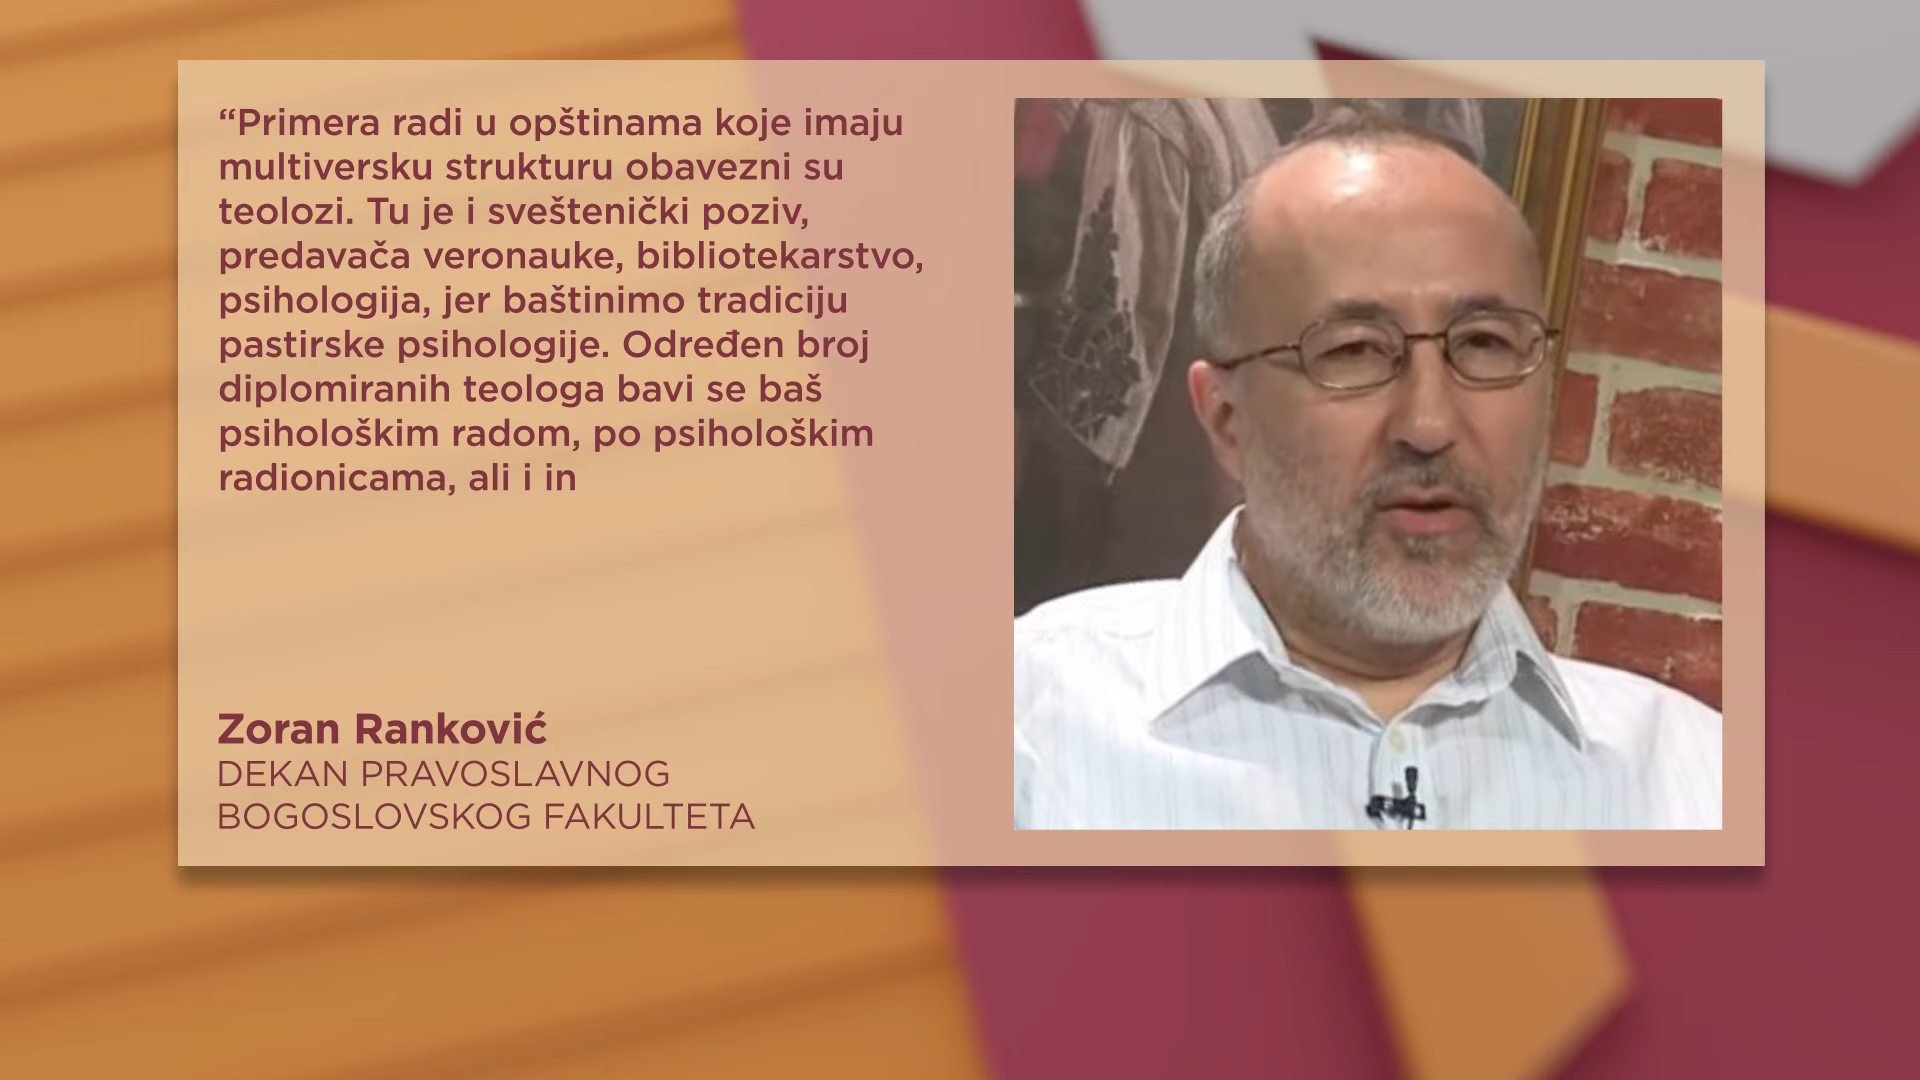 “Primera radi u opštinama koje imaju
multiversku strukturu obavezni su
teolozi. Tu je i sveštenički poziv,
predavača veronauke, bibliotekarstvo,
psihologija, jer baštinimo tradiciju
pastirske psihologije. Određen broj
diplomiranih teologa bavi se baš
psihološkim radom, po psihološkim
radionicama, ali i in
Zoran Ranković
DEKAN PRAVOSLAVNOG
BOGOSLOVSKOG FAKULTETA